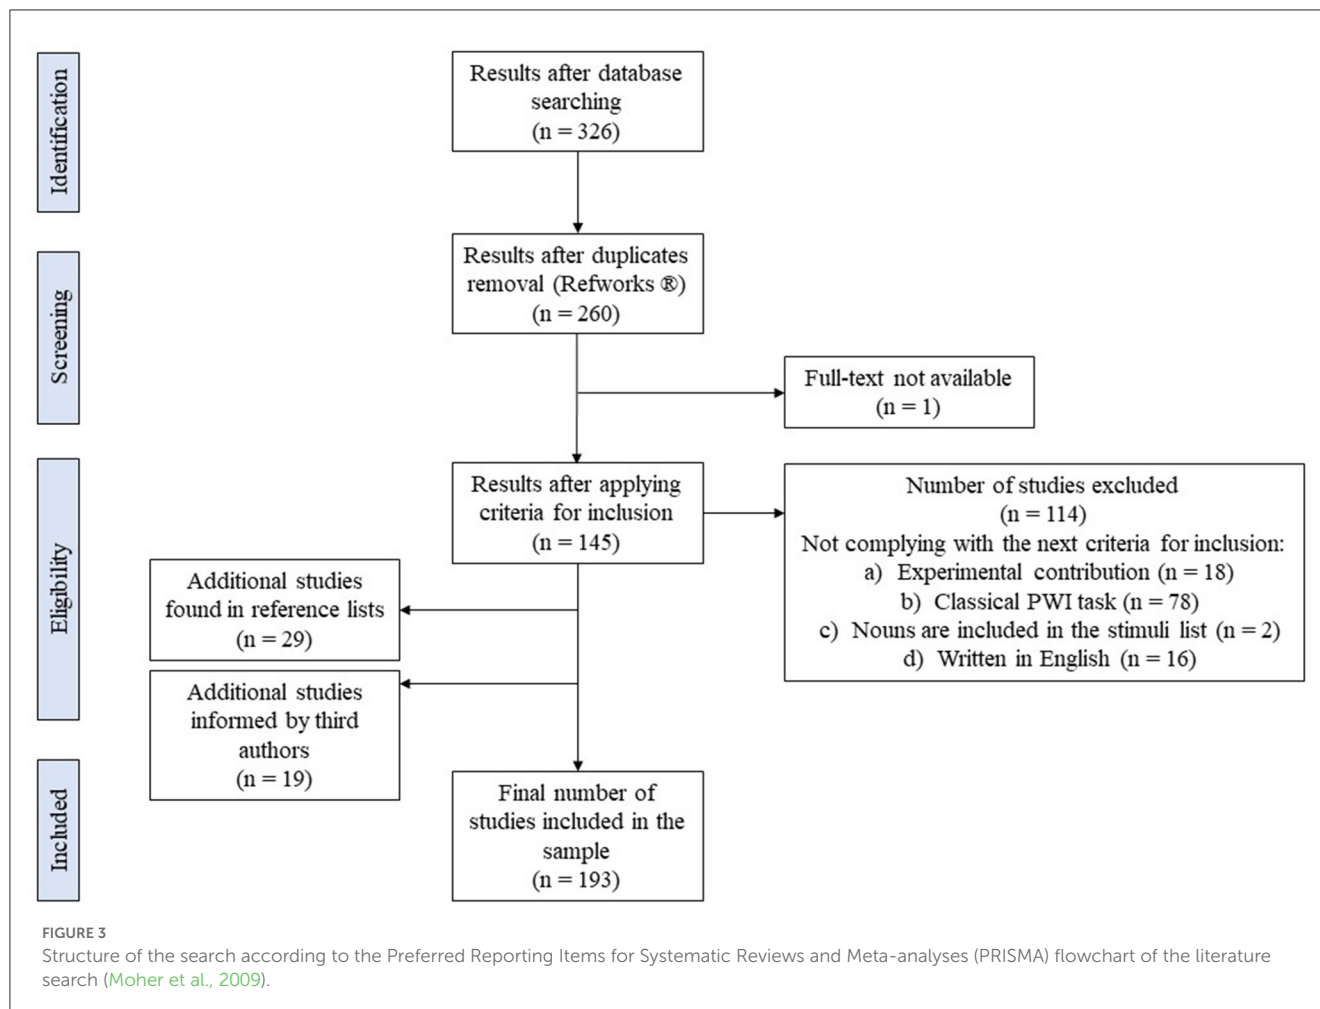 Identification
Results after database
searching
(n = 326)
Screening
Results after duplicates
removal (Refworks ®)
(n = 260)
Full-text not available
(n = 1)
Eligibility
Results after applying
criteria for inclusion
(n = 145)
Number of studies excluded
(n = 114)
Not complying with the next criteria for inclusion:
a) Experimental contribution (n = 18)
b) Classical PWI task (n = 78)
c) Nouns are included in the stimuli list (n = 2)
d) Written in English (n = 16)
Additional studies
found in reference lists
(n = 29)
Additional studies
informed by third
authors
(n = 19)
Included
Final number of
studies included in the
sample
(n = 193)
FIGURE 3
Structure of the search according to the Preferred Reporting Items for Systematic Reviews and Meta-analyses (PRISMA) flowchart of the literature
search (Moher et al., 2009).